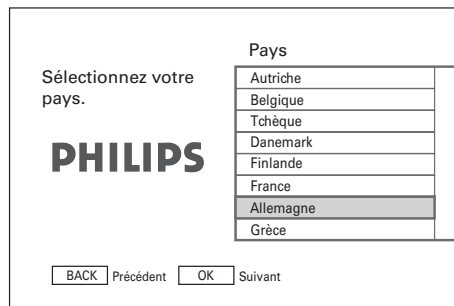 Pays
Sélectionnez votre
pays.
PHILIPS
Autriche
Belgique
Tchèque
Danemark
Finlande
France
Allemagne
Grèce
BACK Précédent OK Suivant